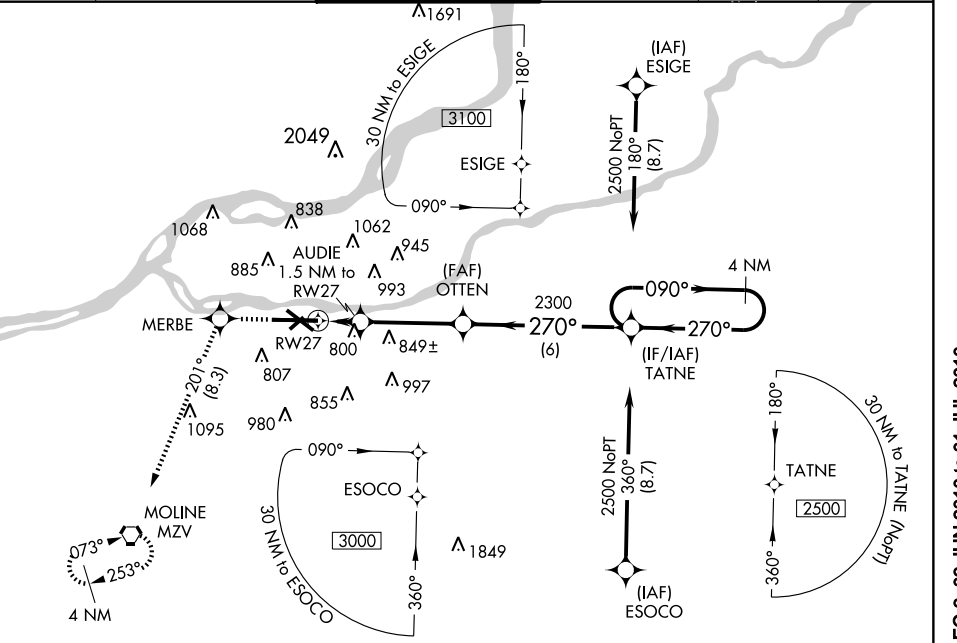 1691
30 NM to ESIGE
180°
3100
ESIGE
090°
(IAF)
ESIGE
2500 NoPT
180°
(8.7)
2049
1068
838
1062
945
885
AUDIE
1.5 NM to
RW27
993
(FAF)
OTTEN
2300
270°
(6)
4 NM
090°
270°
(IF/IAF)
TATNE
MERBE
RW27
800
849±
807
997
855
980
1095
201°
(8.3)
MOLINE
MZV
073°
253°
4 NM
090°
ESOCO
3000
30 NM to ESOCO
360°
1849
2500 NoPT
360°
(8.7)
(IAF)
ESOCO
180°
30 NM to TATNE (NoPT)
TATNE
2500
360°